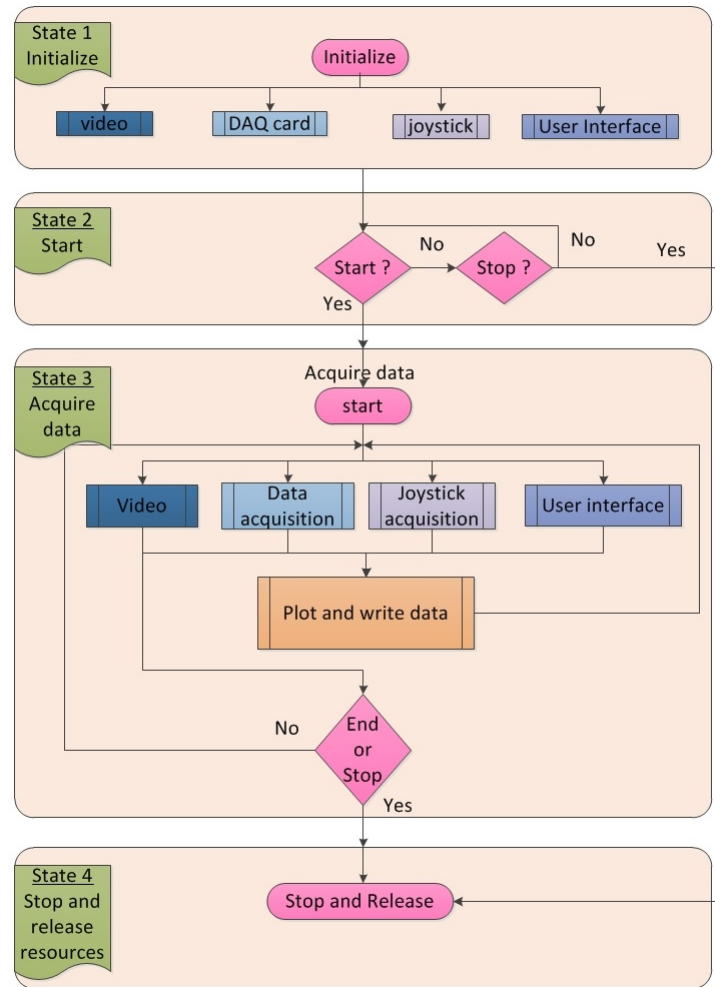 State 1
Initialize
Initialize
video
DAQ card
joystick
User Interface
State 2
Start
Start ?
No
Stop ?
No
Yes
Yes
State 3
Acquire
data
Acquire data
start
Video
Data
acquisition
Joystick
acquisition
User interface
Plot and write data
No
End
or
Stop
Yes
State 4
Stop and
release
resources
Stop and Release